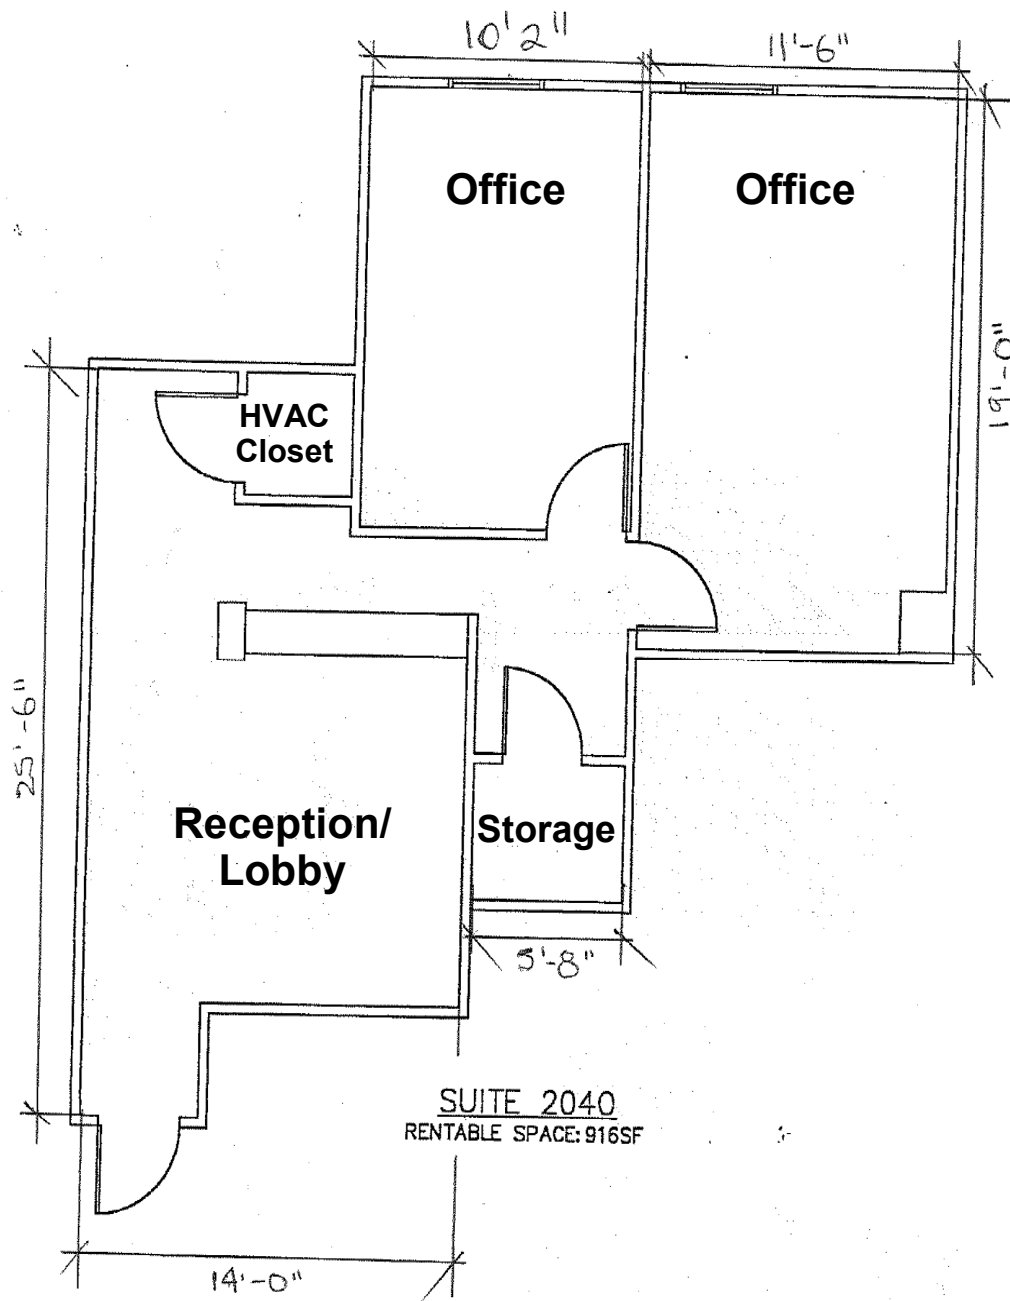 10'2"
11'-6"
Office
Office
19'-0"
HVAC
Closet
25'-6"
Reception/
Lobby
Storage
5'-8"
SUITE 2040
RENTABLE SPACE: 916SF
14'-0"